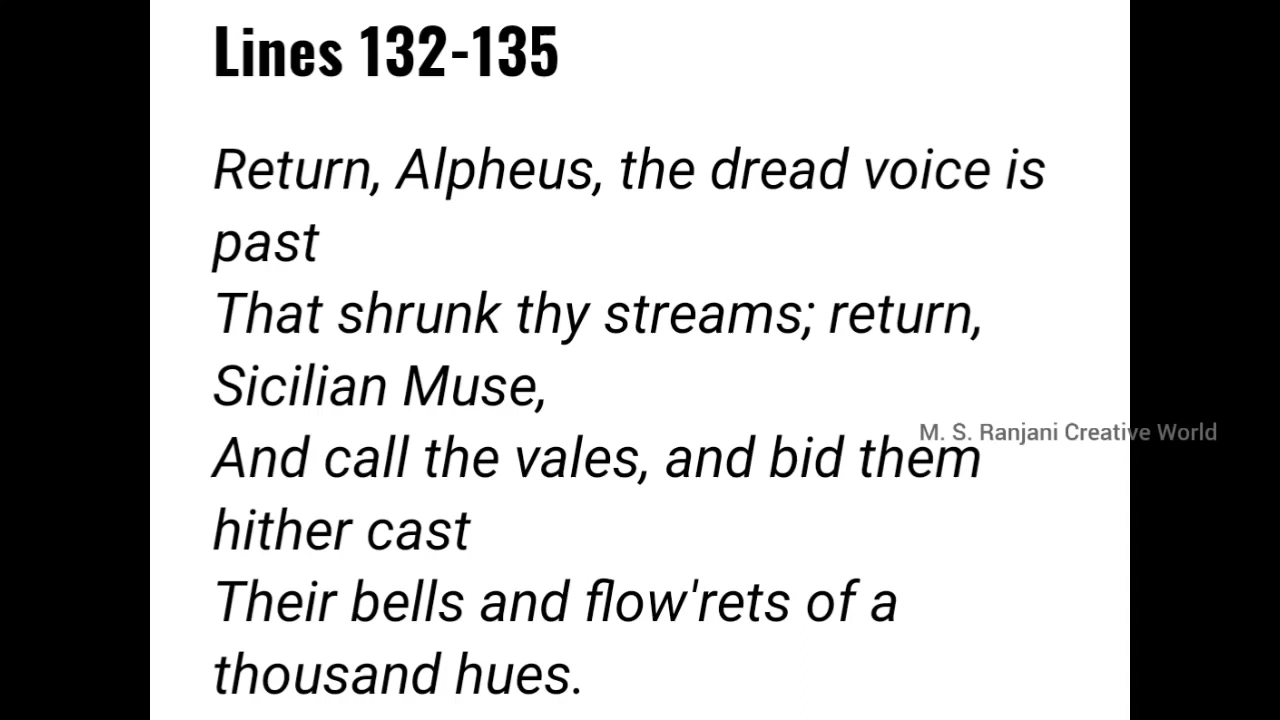 Lines 132-135
Return, Alpheus, the dread voice is
past
That shrunk thy streams; return,
Sicilian Muse,
M. S. Ranjani Creative World
And call the vales, and bid them
hither cast
Their bells and flow'rets of a
thousand hues.